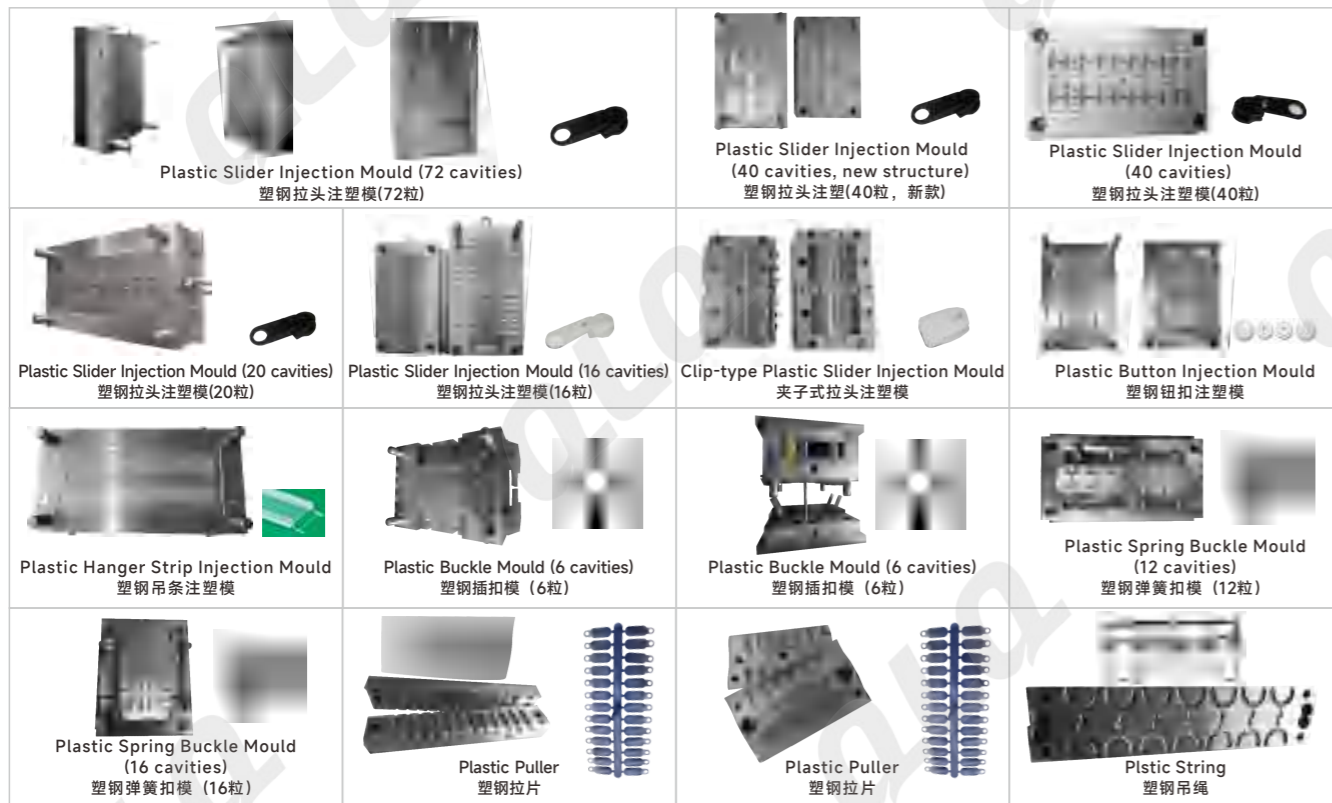 Plastic Slider Injection Mould (72 cavities)
塑钢拉头注塑模(72粒)
Plastic Slider Injection Mould
(40 cavities, new structure)
塑钢拉头注塑(40粒，新款)
Plastic Slider Injection Mould
(40 cavities)
塑钢拉头注塑模(40粒)
Plastic Slider Injection Mould (20 cavities)
塑钢拉头注塑模(20粒)
Plastic Slider Injection Mould (16 cavities)
塑钢拉头注塑模(16粒)
Clip-type Plastic Slider Injection Mould
夹子式拉头注塑模
Plastic Button Injection Mould
塑钢钮扣注塑模
Plastic Hanger Strip Injection Mould
塑钢吊条注塑模
Plastic Buckle Mould (6 cavities)
塑钢插扣模（6粒）
Plastic Buckle Mould (6 cavities)
塑钢插扣模（6粒）
Plastic Spring Buckle Mould
(12 cavities)
塑钢弹簧扣模（12粒）
Plastic Spring Buckle Mould
(16 cavities)
塑钢弹簧扣模（16粒）
Plastic Puller
塑钢拉片
Plastic Puller
塑钢拉片
Plstic String
塑钢吊绳